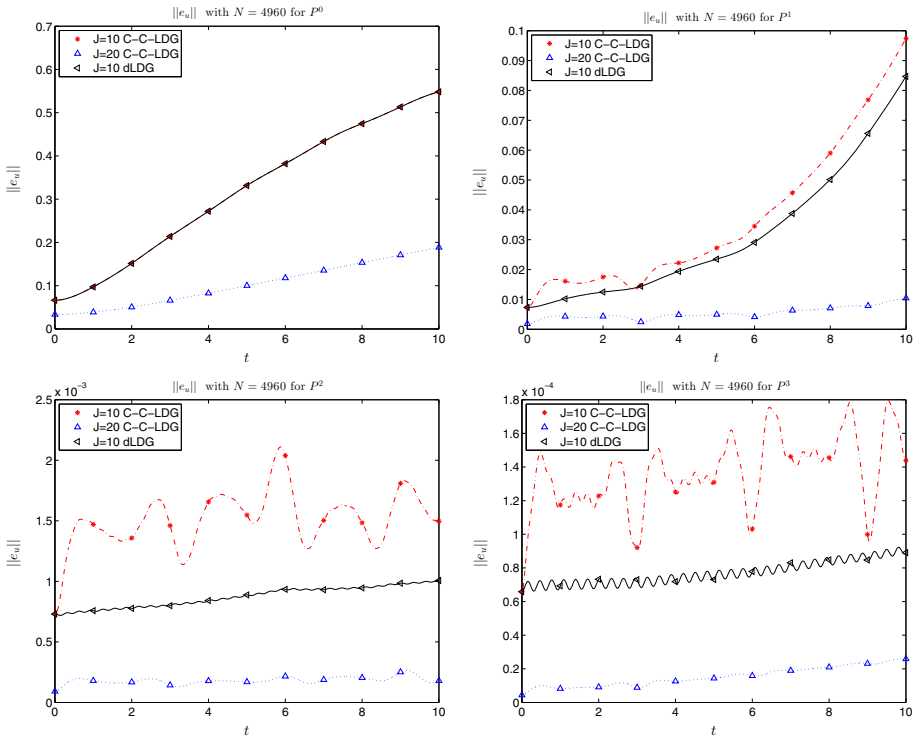 ||e_u|| with N = 4960 for P^0
||e_u||
0.7
0.6
0.5
0.4
0.3
0.2
0.1
0
J=10 C−C−LDG
J=20 C−C−LDG
J=10 dLDG
0 2 4 6 8 10
t
||e_u|| with N = 4960 for P^1
||e_u||
0.1
0.09
0.08
0.07
0.06
0.05
0.04
0.03
0.02
0.01
0
J=10 C−C−LDG
J=20 C−C−LDG
J=10 dLDG
0 2 4 6 8 10
t
||e_u|| with N = 4960 for P^2
x 10^−3
||e_u||
2.5
2
1.5
1
0.5
0
J=10 C−C−LDG
J=20 C−C−LDG
J=10 dLDG
0 2 4 6 8 10
t
||e_u|| with N = 4960 for P^3
x 10^−4
||e_u||
1.8
1.6
1.4
1.2
1
0.8
0.6
0.4
0.2
0
J=10 C−C−LDG
J=20 C−C−LDG
J=10 dLDG
0 2 4 6 8 10
t